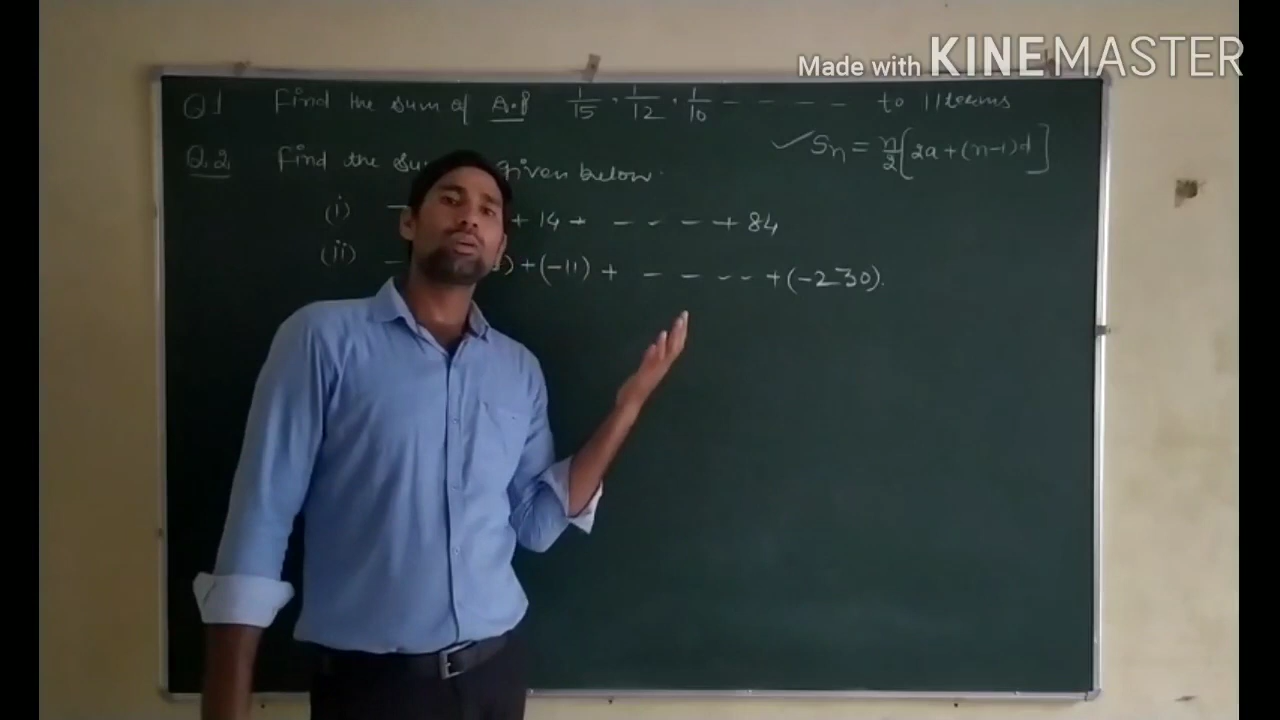 Made with KINEMASTER
Q1 Find the sum of A.P 1/15, 1/12, 1/10 ----- to 11 terms
Sn = n/2[2a+(n-1)d]
Q.2 Find the given below.
(i) + 14 + ---- + 84
(ii) +(-11) + ---- +(-230).